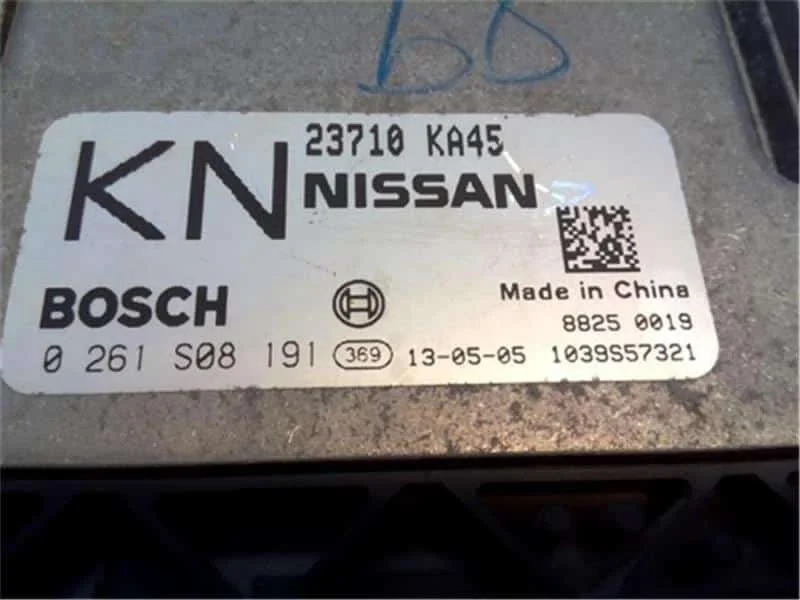 KN 23710 KA45
NISSAN
Made in China
BOSCH
8825 0019
0 261 S08 191 369 13-05-05 1039S57321